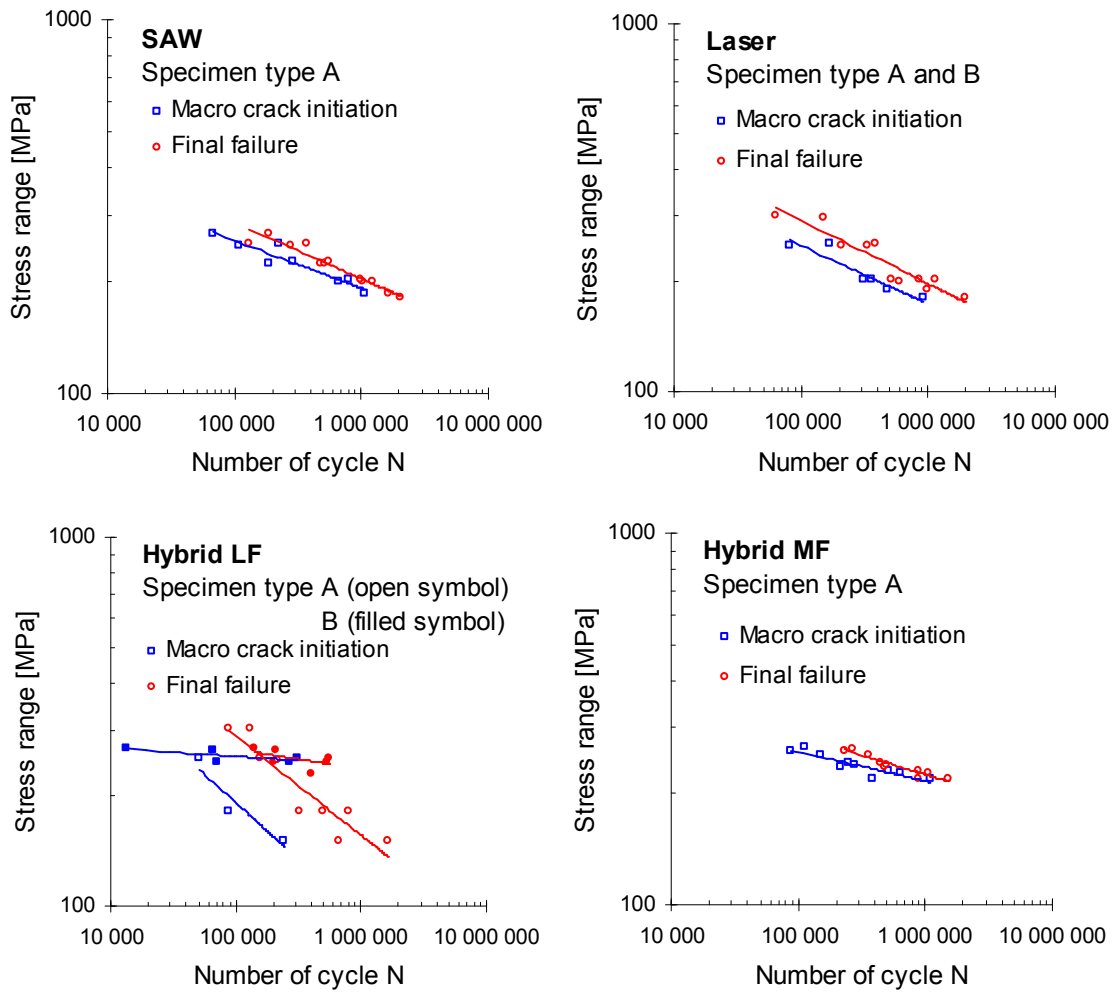 1000
SAW
Specimen type A
Macro crack initiation
Final failure
Stress range [MPa]
100
10 000
100 000
1 000 000
10 000 000
Number of cycle N
1000
Laser
Specimen type A and B
Macro crack initiation
Final failure
Stress range [MPa]
100
10 000
100 000
1 000 000
10 000 000
Number of cycle N
1000
Hybrid LF
Specimen type A (open symbol)
B (filled symbol)
Macro crack initiation
Final failure
Stress range [MPa]
100
10 000
100 000
1 000 000
10 000 000
Number of cycle N
1000
Hybrid MF
Specimen type A
Macro crack initiation
Final failure
Stress range [MPa]
100
10 000
100 000
1 000 000
10 000 000
Number of cycle N